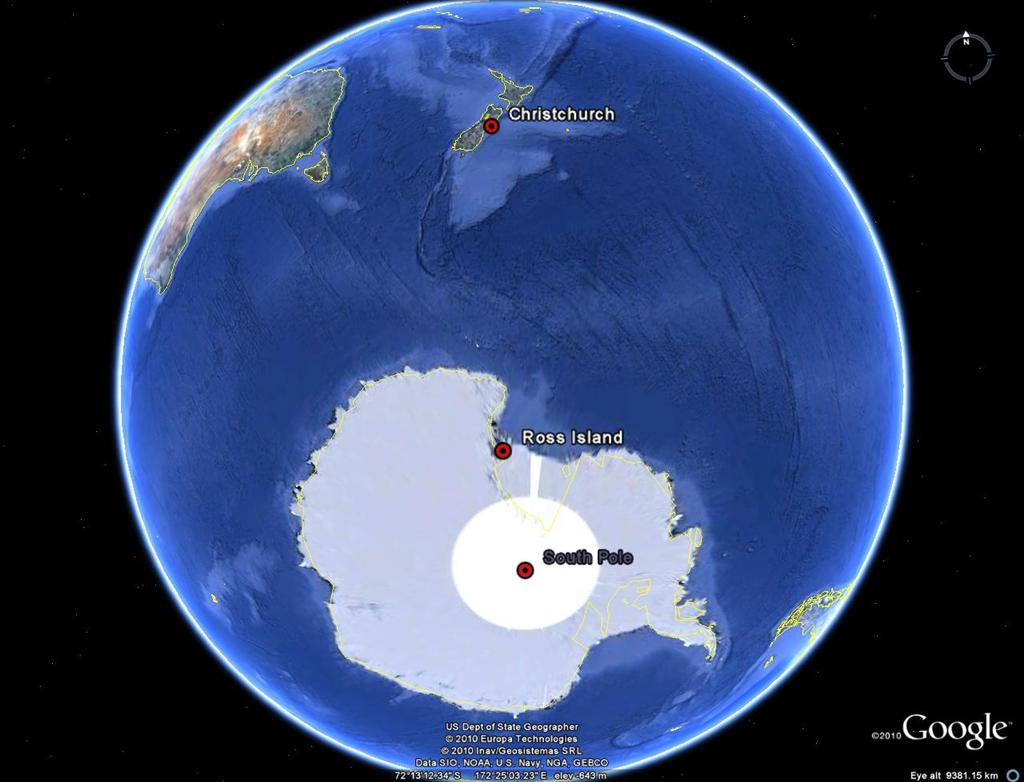 N
Christchurch
Ross Island
South Pole
US Dept of State Geographer
© 2010 Europa Technologies
© 2010 Inav/Geosistemas SRL
Data SIO, NOAA, U.S. Navy, NGA, GEBCO
72°13'12.34" S 172°25'03.23" E elev -643 m
©2010 Google™
Eye alt 9381.15 km